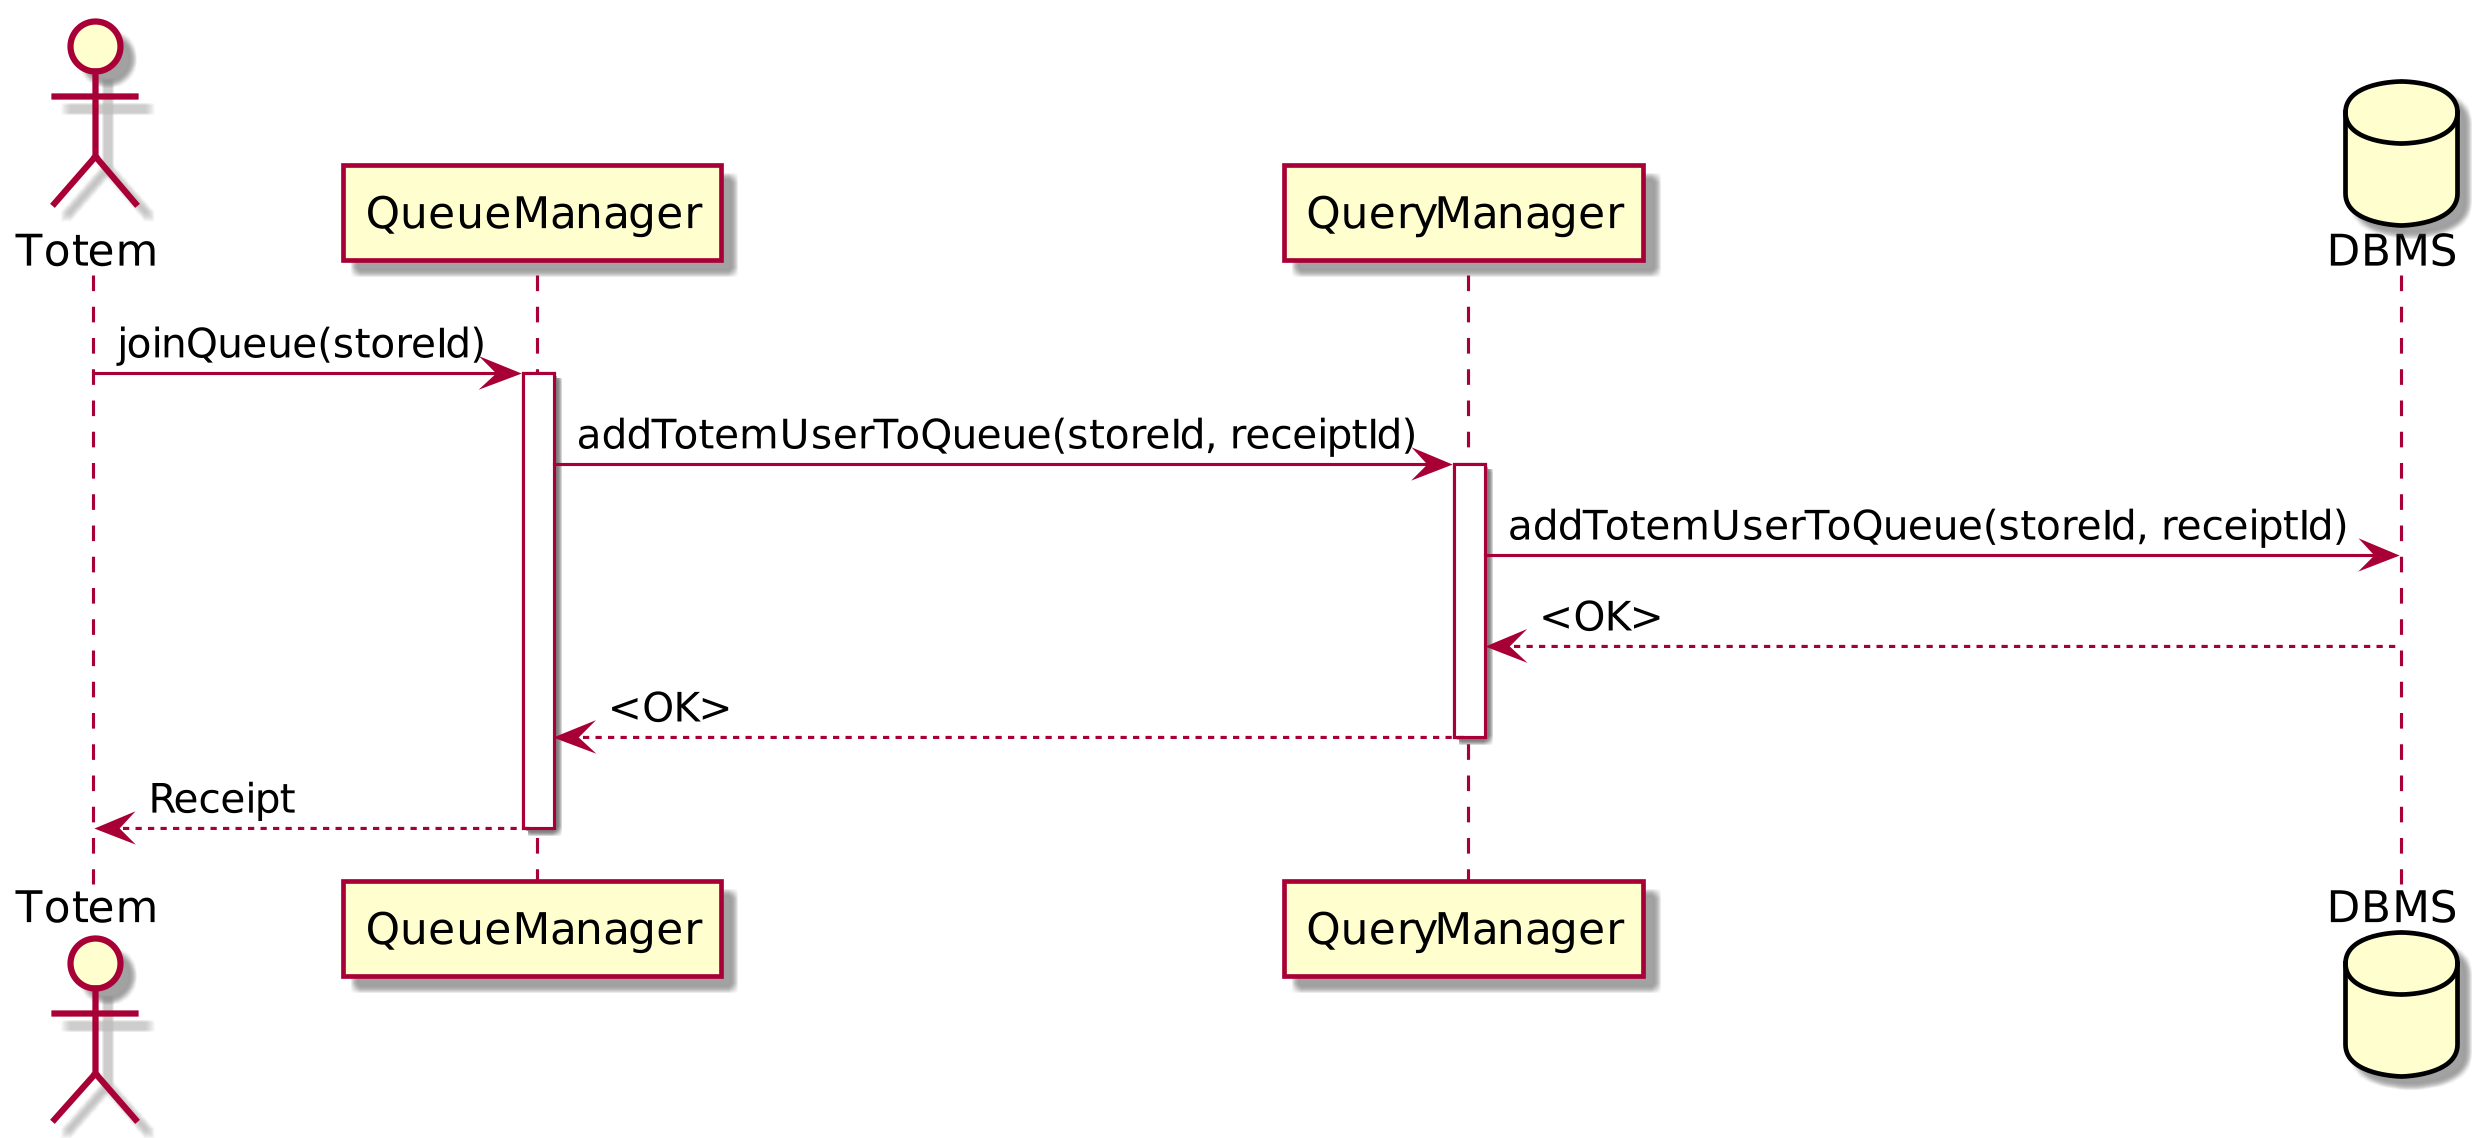 Totem
QueueManager
QueryManager
DBMS
joinQueue(storeId)
addTotemUserToQueue(storeId, receiptId)
addTotemUserToQueue(storeId, receiptId)
<OK>
<OK>
Receipt
Totem
QueueManager
QueryManager
DBMS